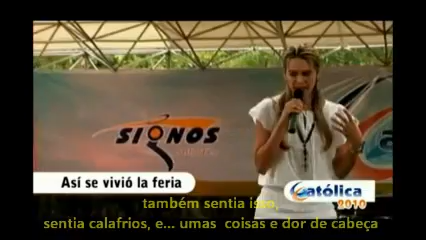 SIGNOS
Así se vivió la feria
católica
2010
também sentia isso,
sentia calafrios, e... umas coisas e dor de cabeça